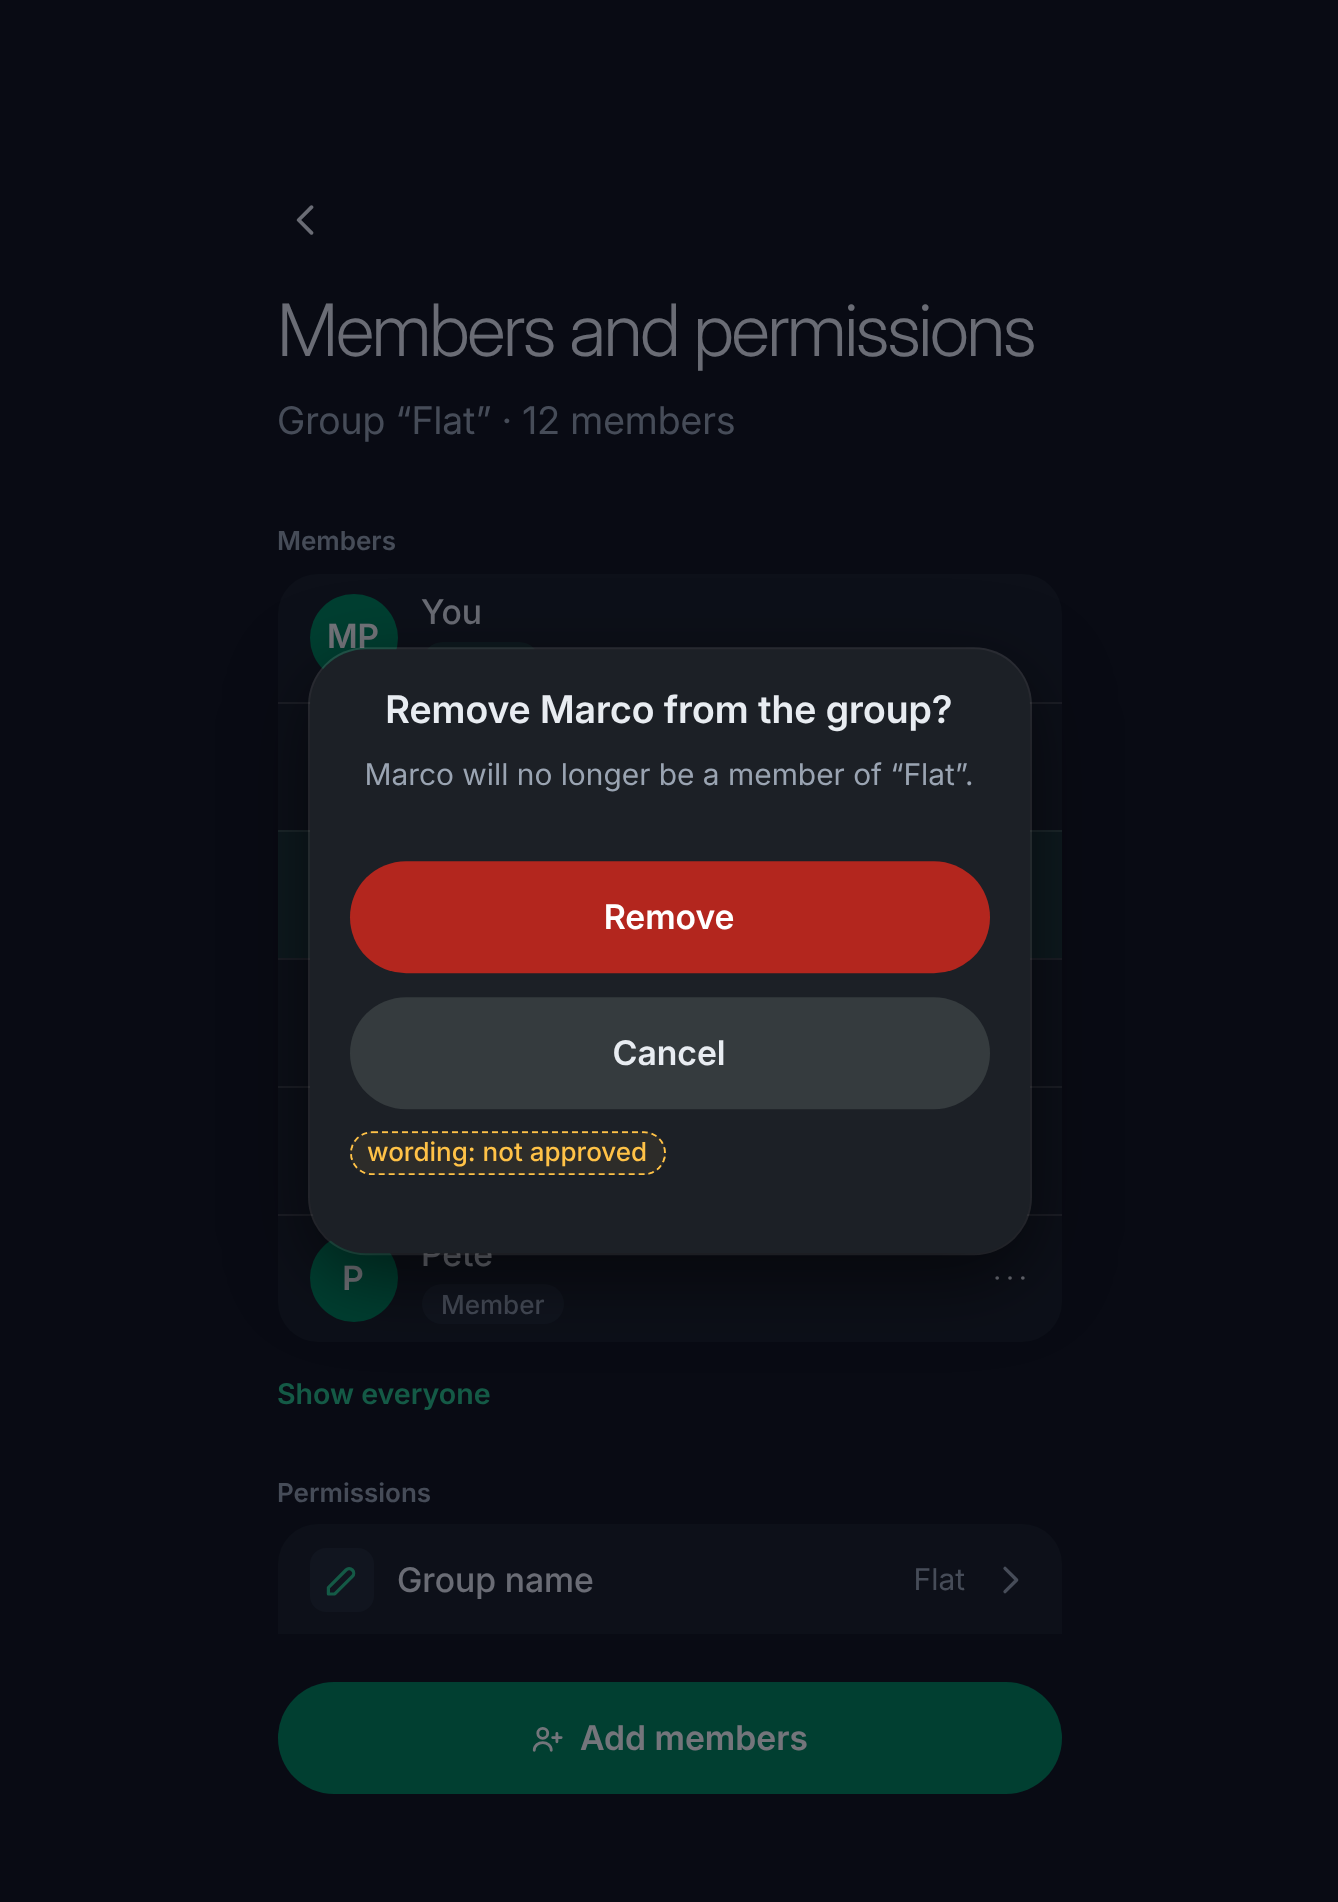 Members and permissions
Group “Flat” · 12 members
Members
MP
You
Remove Marco from the group?
Marco will no longer be a member of “Flat”.
Remove
Cancel
wording: not approved
P
Pete
Member
Show everyone
Permissions
Group name
Flat
Add members